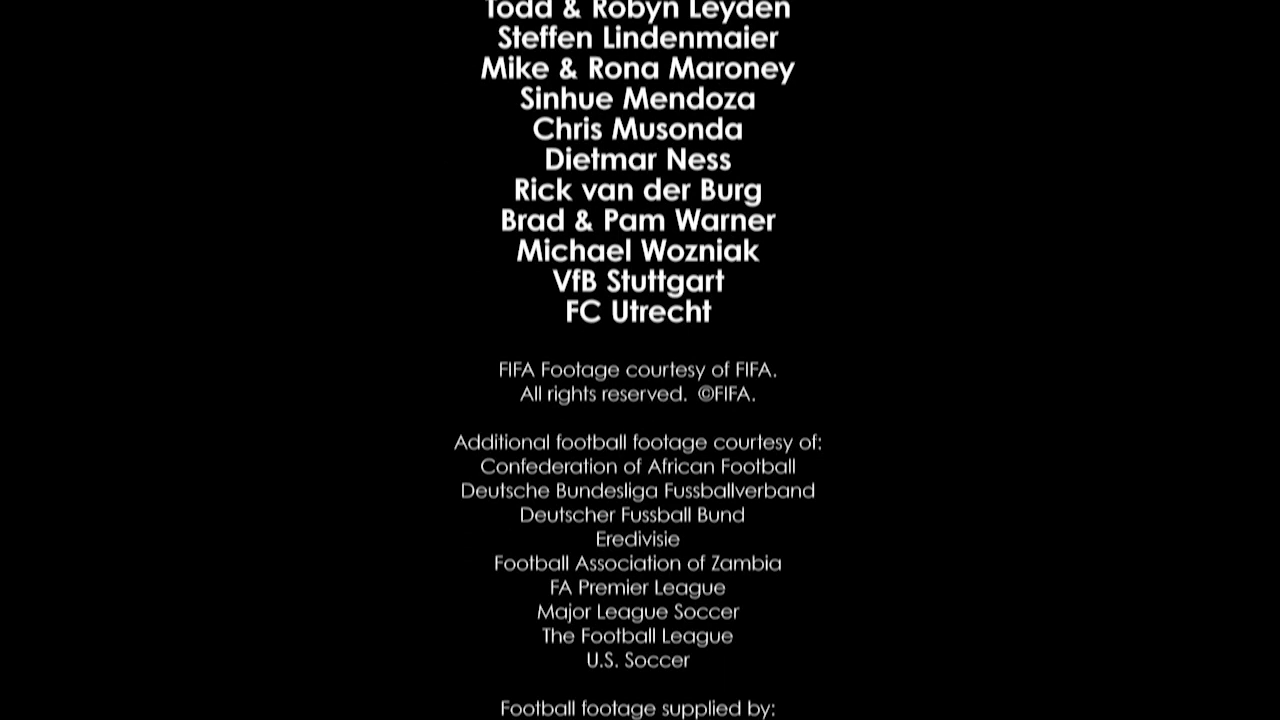 Todd & Robyn Leyden
Steffen Lindenmaier
Mike & Rona Maroney
Sinhue Mendoza
Chris Musonda
Dietmar Ness
Rick van der Burg
Brad & Pam Warner
Michael Wozniak
VfB Stuttgart
FC Utrecht
FIFA Footage courtesy of FIFA.
All rights reserved.  ©FIFA.
Additional football footage courtesy of:
Confederation of African Football
Deutsche Bundesliga Fussballverband
Deutscher Fussball Bund
Eredivisie
Football Association of Zambia
FA Premier League
Major League Soccer
The Football League
U.S. Soccer
Football footage supplied by: